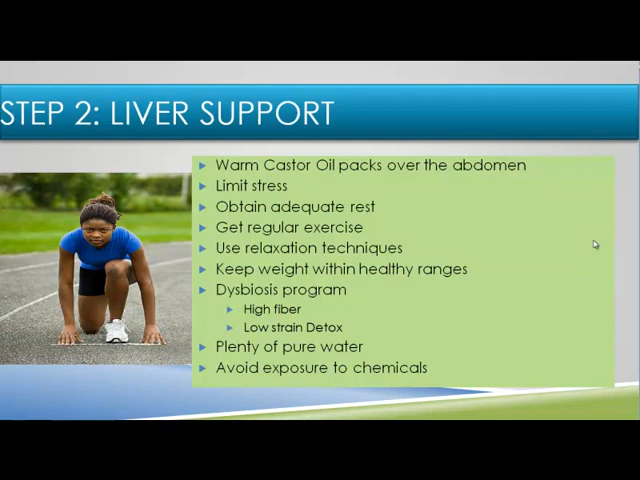 STEP 2: LIVER SUPPORT
Warm Castor Oil packs over the abdomen
Limit stress
Obtain adequate rest
Get regular exercise
Use relaxation techniques
Keep weight within healthy ranges
Dysbiosis program
High fiber
Low strain Detox
Plenty of pure water
Avoid exposure to chemicals